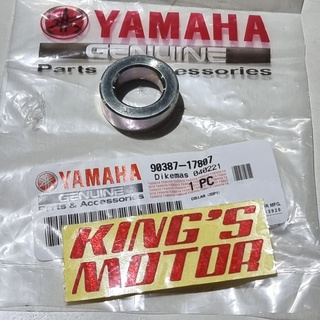 YAMAHA
GENUINE
Parts & Accessories
YAMAHA
GENUINE
Parts & Accessories
90387-17807
Dikemas 040221
1 PC
KING'S
MOTOR